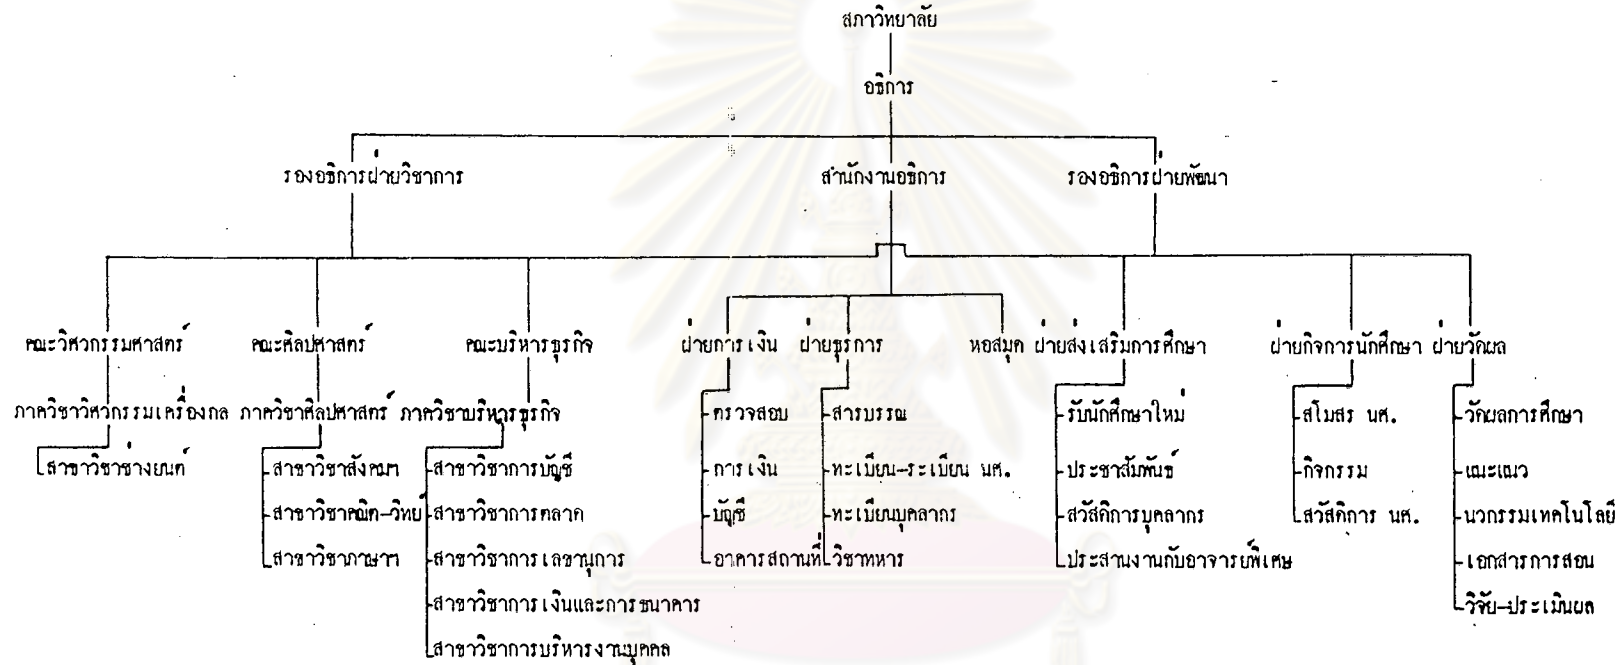 สภาวิทยาลัย
อธิการ
รองอธิการฝ่ายวิชาการ สำนักงานอธิการ รองอธิการฝ่ายพัฒนา
คณะวิศวกรรมศาสตร์ คณะศิลปศาสตร์ คณะบริหารธุรกิจ ฝ่ายการเงิน ฝ่ายธุรการ หอสมุด ฝ่ายส่งเสริมการศึกษา ฝ่ายกิจการนักศึกษา ฝ่ายวัดผล
ภาควิชาวิศวกรรมเครื่องกล ภาควิชาศิลปศาสตร์ ภาควิชาบริหารธุรกิจ ตรวจสอบ สารบรรณ รับนักศึกษาใหม่ สโมสร นศ. วัดผลการศึกษา
สาขาวิชาช่างยนต์ สาขาวิชาสังคมฯ สาขาวิชาการบัญชี การเงิน ทะเบียน-ระเบียน นศ. ประชาสัมพันธ์ กิจกรรม แนะแนว
สาขาวิชาคณิต-วิทย์ สาขาวิชาการตลาด บัญชี ทะเบียนบุคลากร สวัสดิการบุคลากร สวัสดิการ นศ. นวกรรมเทคโนโลยี
สาขาวิชาภาษาฯ สาขาวิชาการเลขานุการ อาคารสถานที่ วิชาทหาร ประสานงานกับอาจารย์พิเศษ เอกสารการสอน
สาขาวิชาการเงินและการธนาคาร วิจัย-ประเมินผล
สาขาวิชาการบริหารงานบุคคล